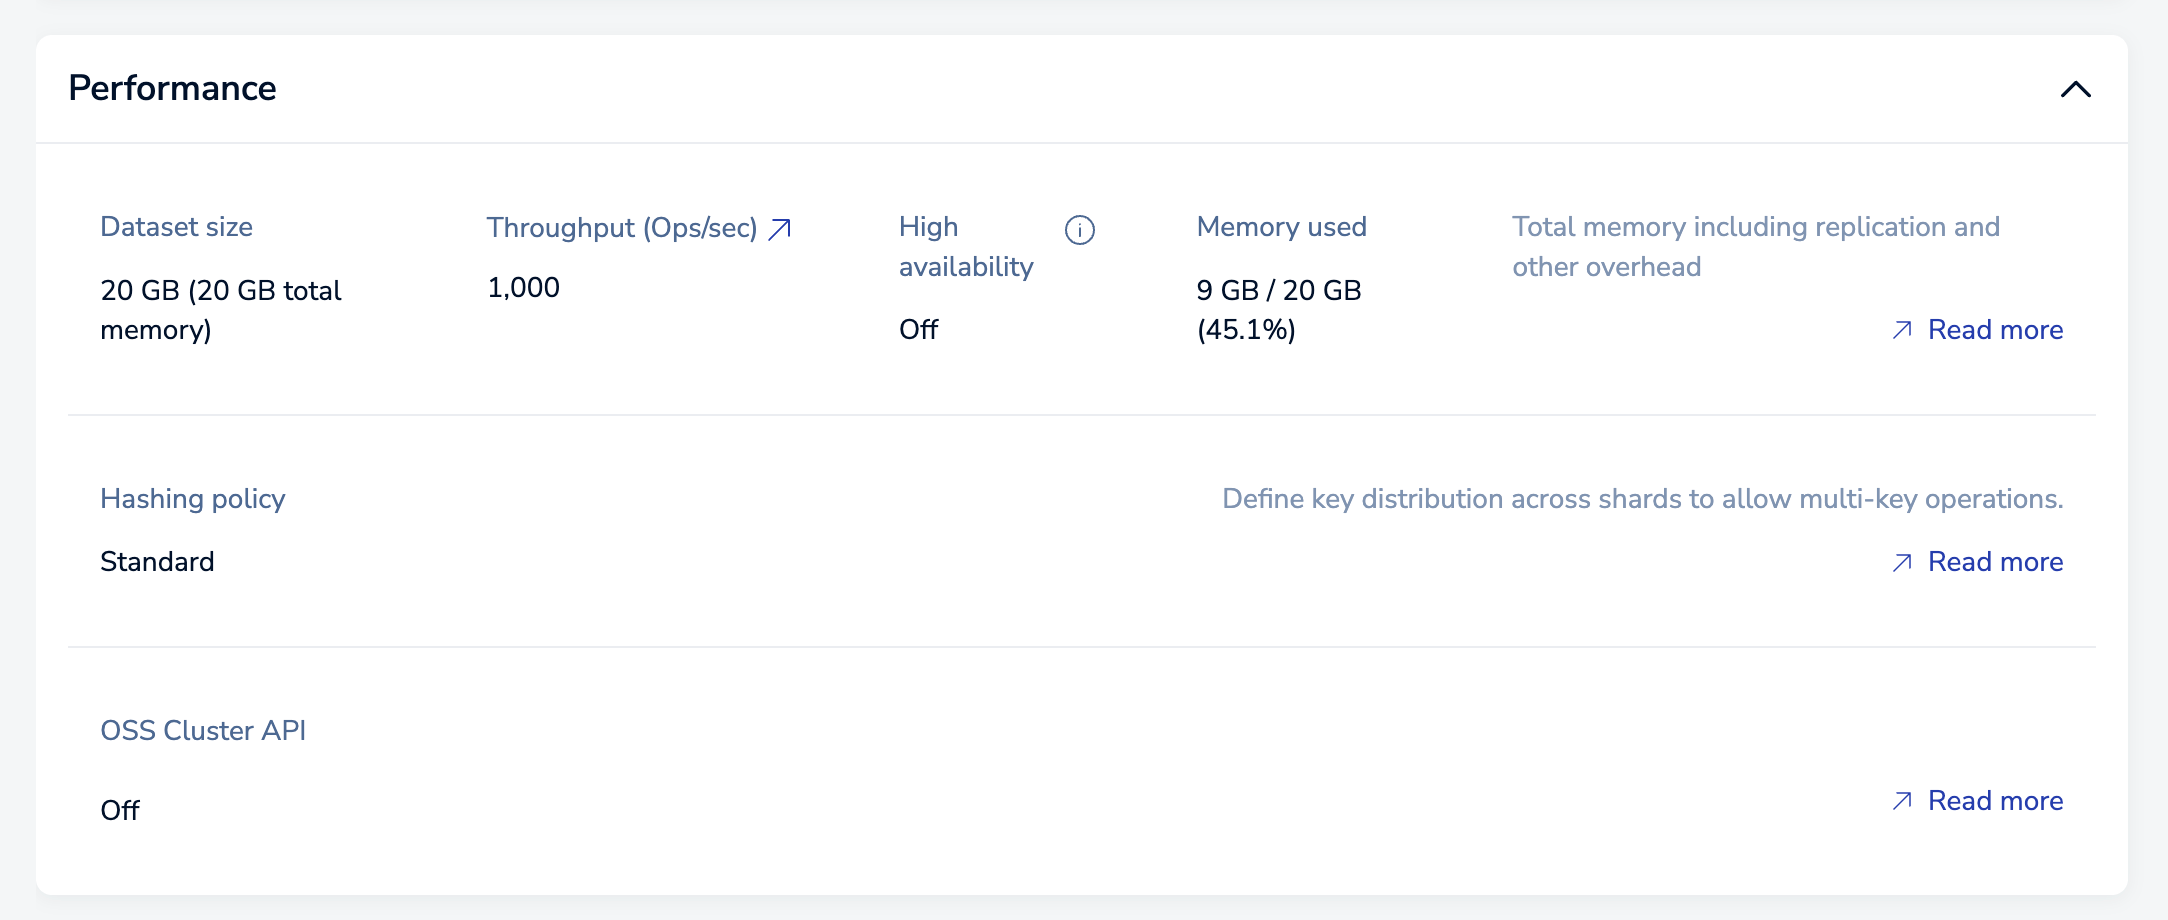 Performance
Dataset size
20 GB (20 GB total
memory)
Throughput (Ops/sec)
1,000
High
availability
Off
Memory used
9 GB / 20 GB
(45.1%)
Total memory including replication and
other overhead
Read more
Hashing policy
Standard
Define key distribution across shards to allow multi-key operations.
Read more
OSS Cluster API
Off
Read more